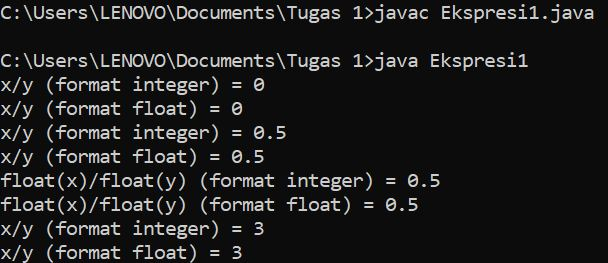 C:\Users\LENOVO\Documents\Tugas 1>javac Ekspresi1.java
C:\Users\LENOVO\Documents\Tugas 1>java Ekspresi1
x/y (format integer) = 0
x/y (format float) = 0
x/y (format integer) = 0.5
x/y (format float) = 0.5
float(x)/float(y) (format integer) = 0.5
float(x)/float(y) (format float) = 0.5
x/y (format integer) = 3
x/y (format float) = 3